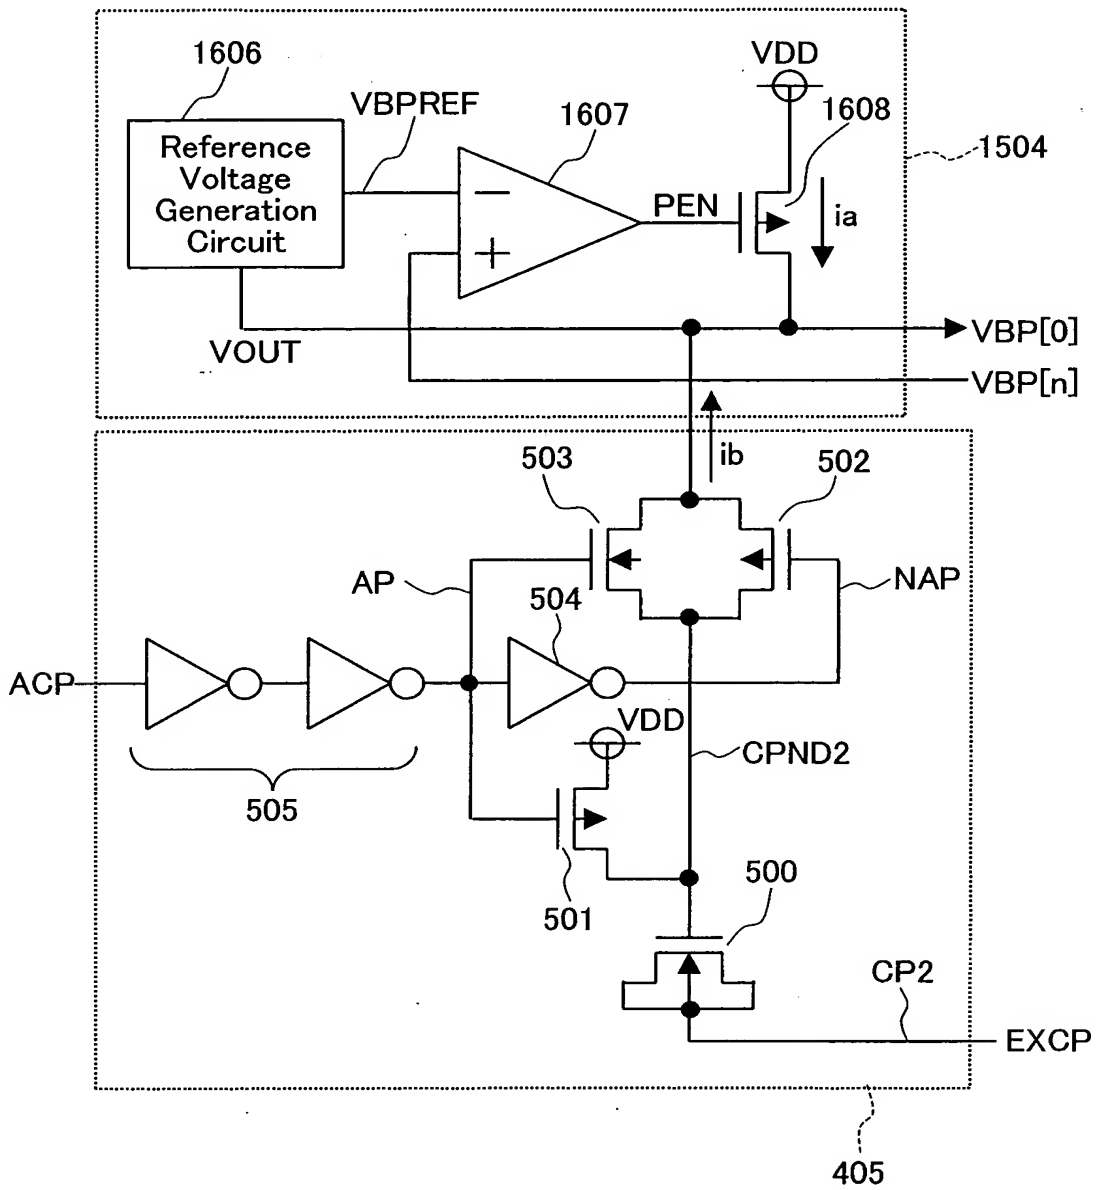 1606
VDD
VBPREF
1607
1608
1504
Reference
Voltage
Generation
Circuit
PEN
ia
VOUT
VBP[0]
VBP[n]
ib
503
502
AP
504
NAP
ACP
VDD
CPND2
505
501
500
CP2
EXCP
405